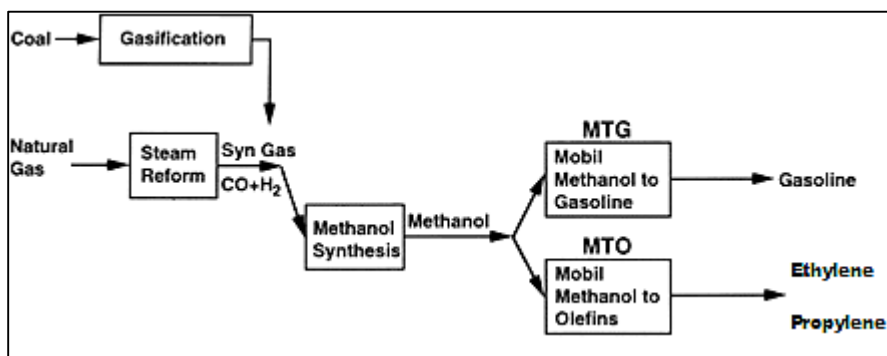 Coal
Gasification
Natural
Gas
Steam
Reform
Syn Gas
CO+H₂
Methanol
Synthesis
Methanol
MTG
Mobil
Methanol to
Gasoline
Gasoline
MTO
Mobil
Methanol to
Olefins
Ethylene
Propylene